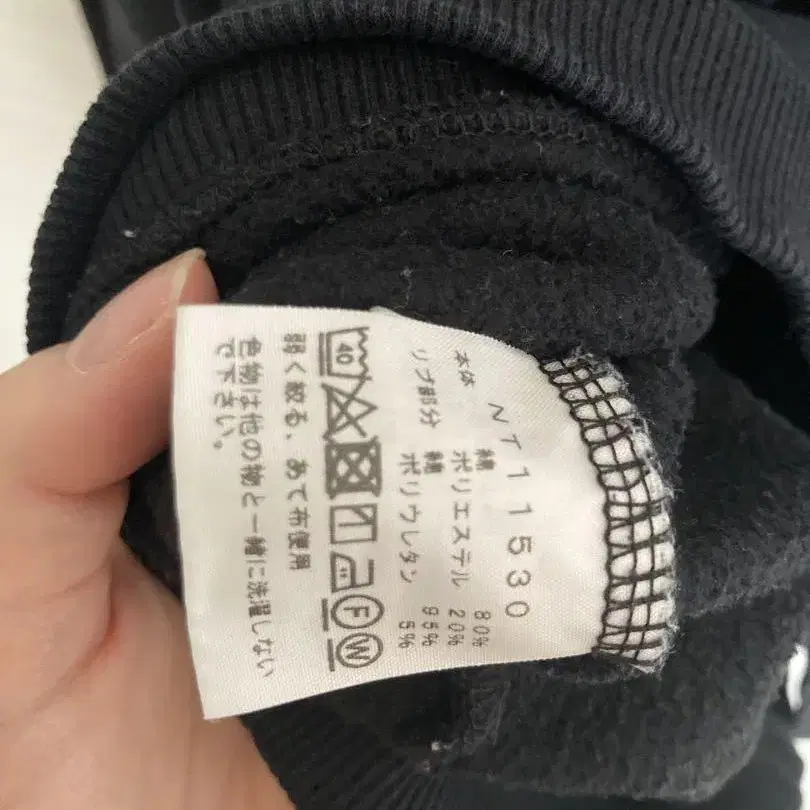 NT11530
本体 綿 80%
ポリエステル 20%
リブ部分 綿 95%
ポリウレタン 5%
40
F W
弱く絞る、あて布使用
色物は他の物と一緒に洗濯しない
で下さい。